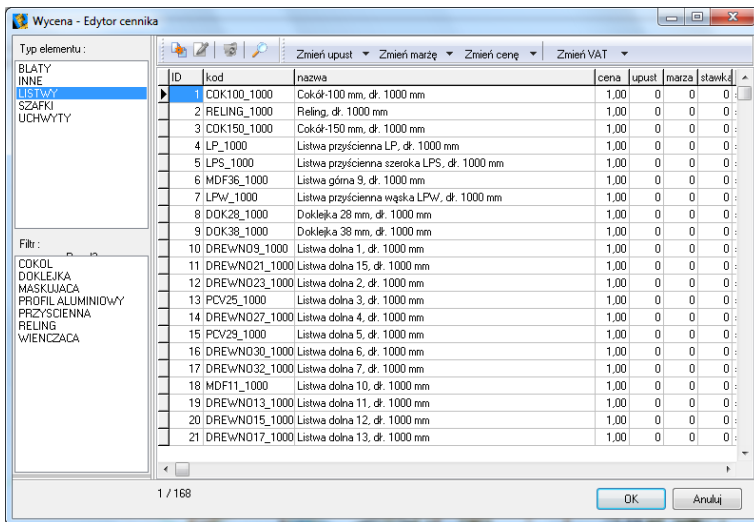 Wycena - Edytor cennika
Typ elementu :
BLATY
INNE
LISTWY
SZAFKI
UCHWYTY
Filtr :
COKOL
DOKLEJKA
MASKUJACA
PROFIL ALUMINIOWY
PRZYSCIENNA
RELING
WIENCZACA
Zmień upust Zmień marżę Zmień cenę Zmień VAT
ID kod nazwa cena upust marza stawka
1 COK100_1000 Cokół-100 mm, dł. 1000 mm 1,00 0 0 0
2 RELING_1000 Reling, dł. 1000 mm 1,00 0 0 0
3 COK150_1000 Cokół-150 mm, dł. 1000 mm 1,00 0 0 0
4 LP_1000 Listwa przyścienna LP, dł. 1000 mm 1,00 0 0 0
5 LPS_1000 Listwa przyścienna szeroka LPS, dł. 1000 mm 1,00 0 0 0
6 MDF36_1000 Listwa górna 9, dł. 1000 mm 1,00 0 0 0
7 LPW_1000 Listwa przyścienna wąska LPW, dł. 1000 mm 1,00 0 0 0
8 DOK28_1000 Doklejka 28 mm, dł. 1000 mm 1,00 0 0 0
9 DOK38_1000 Doklejka 38 mm, dł. 1000 mm 1,00 0 0 0
10 DREWNO9_1000 Listwa dolna 1, dł. 1000 mm 1,00 0 0 0
11 DREWNO21_1000 Listwa dolna 15, dł. 1000 mm 1,00 0 0 0
12 DREWNO23_1000 Listwa dolna 2, dł. 1000 mm 1,00 0 0 0
13 PCV25_1000 Listwa dolna 3, dł. 1000 mm 1,00 0 0 0
14 DREWNO27_1000 Listwa dolna 4, dł. 1000 mm 1,00 0 0 0
15 PCV29_1000 Listwa dolna 5, dł. 1000 mm 1,00 0 0 0
16 DREWNO30_1000 Listwa dolna 6, dł. 1000 mm 1,00 0 0 0
17 DREWNO32_1000 Listwa dolna 7, dł. 1000 mm 1,00 0 0 0
18 MDF11_1000 Listwa dolna 10, dł. 1000 mm 1,00 0 0 0
19 DREWNO13_1000 Listwa dolna 11, dł. 1000 mm 1,00 0 0 0
20 DREWNO15_1000 Listwa dolna 12, dł. 1000 mm 1,00 0 0 0
21 DREWNO17_1000 Listwa dolna 13, dł. 1000 mm 1,00 0 0 0
1 / 168
OK Anuluj